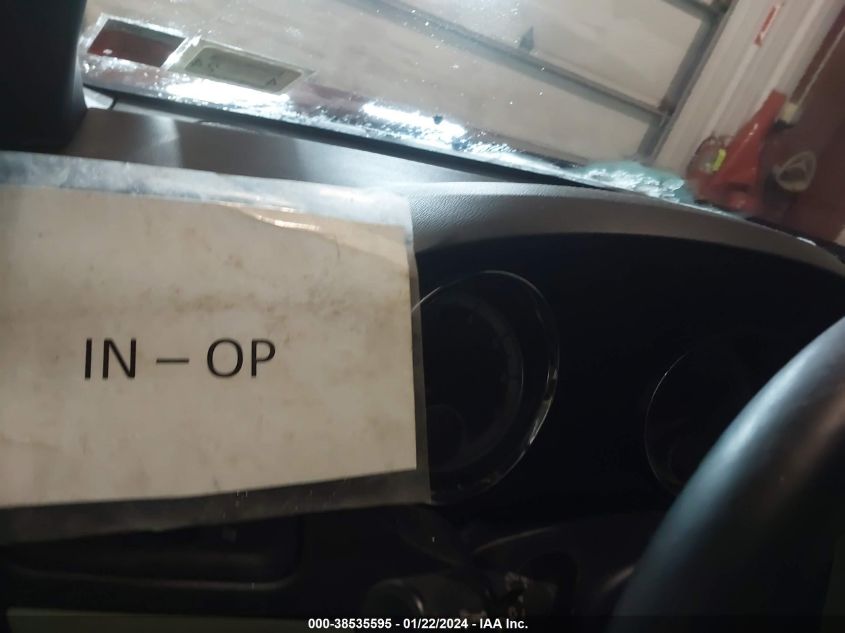 IN – OP
000-38535595 - 01/22/2024 - IAA Inc.